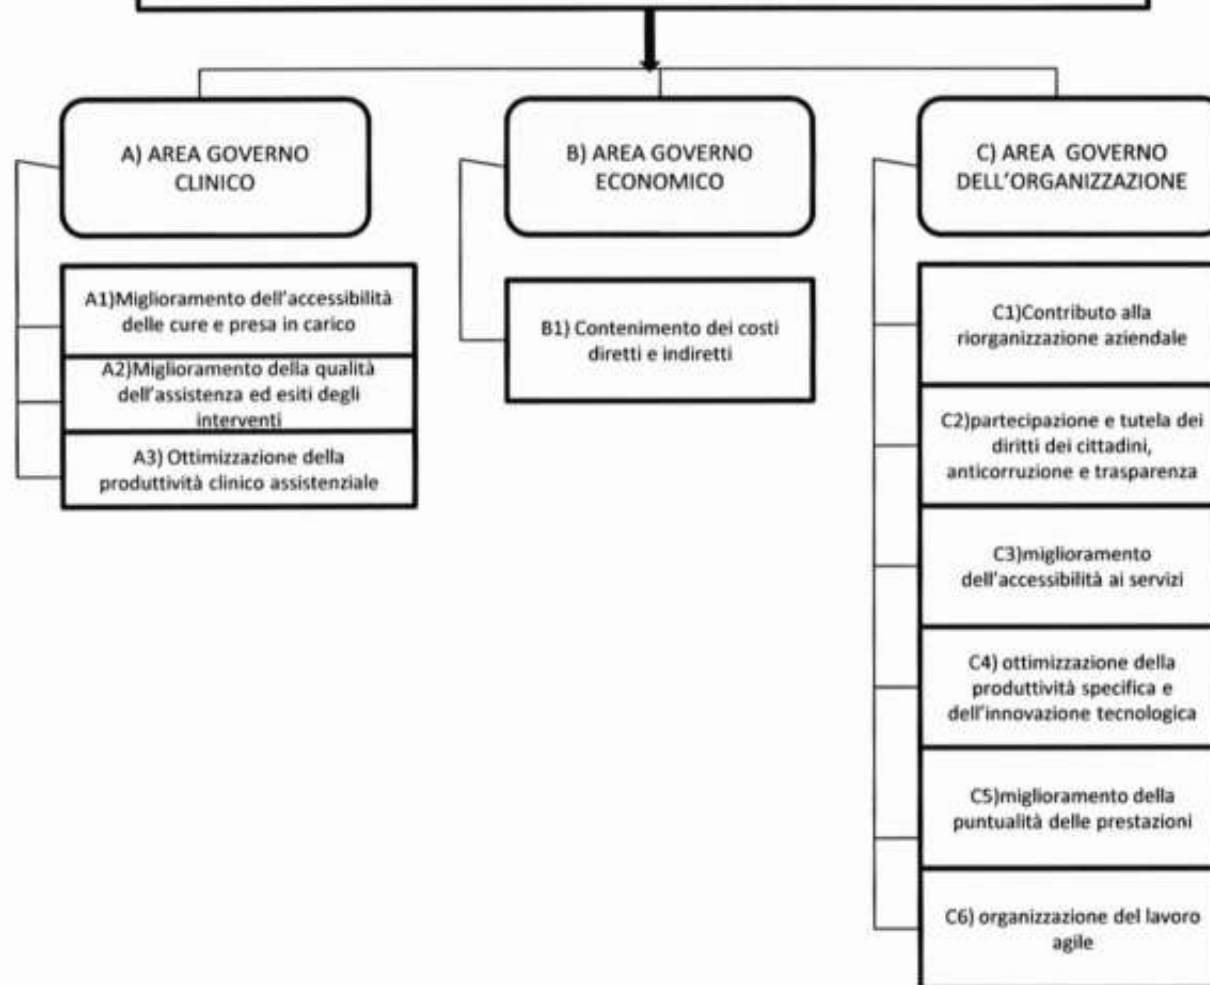 A) AREA GOVERNO
CLINICO
A1)Miglioramento dell'accessibilità
delle cure e presa in carico
A2)Miglioramento della qualità
dell'assistenza ed esiti degli
interventi
A3) Ottimizzazione della
produttività clinico assistenziale
B) AREA GOVERNO
ECONOMICO
B1) Contenimento dei costi
diretti e indiretti
C) AREA GOVERNO
DELL'ORGANIZZAZIONE
C1)Contributo alla
riorganizzazione aziendale
C2)partecipazione e tutela dei
diritti dei cittadini,
anticorruzione e trasparenza
C3)miglioramento
dell'accessibilità ai servizi
C4) ottimizzazione della
produttività specifica e
dell'innovazione tecnologica
C5)miglioramento della
puntualità delle prestazioni
C6) organizzazione del lavoro
agile